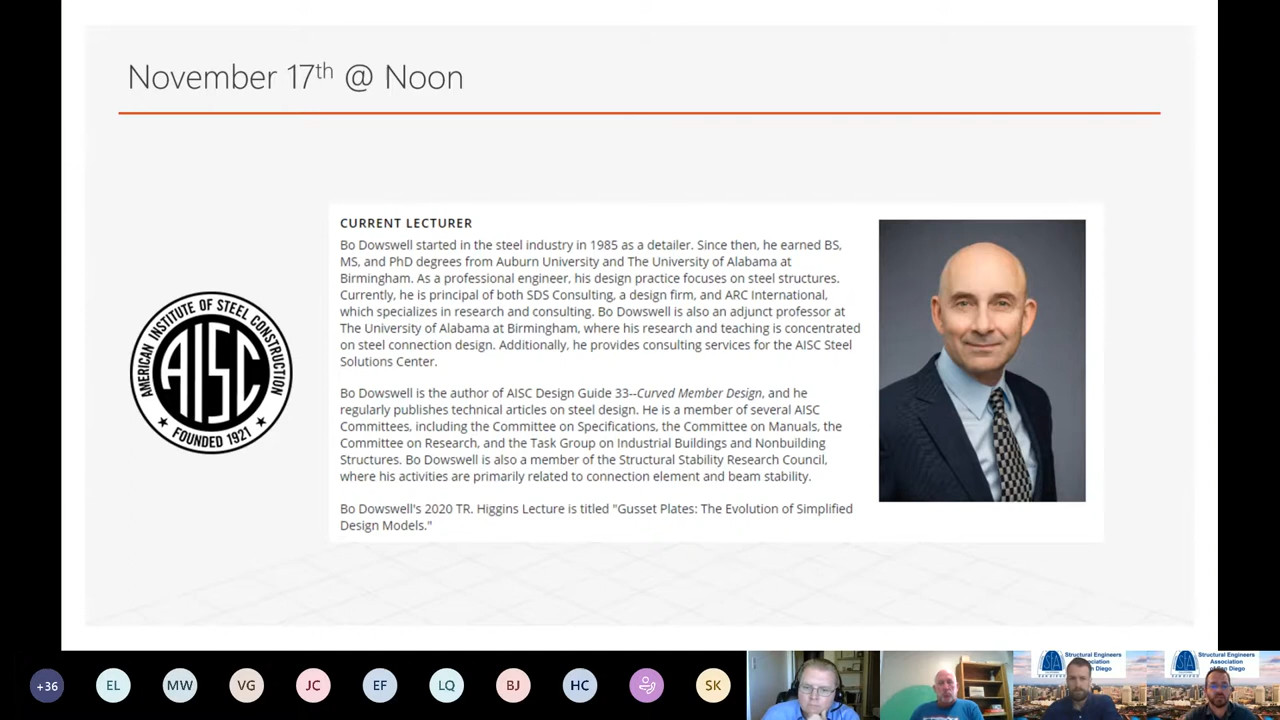 November 17th @ Noon
CURRENT LECTURER
Bo Dowswell started in the steel industry in 1985 as a detailer. Since then, he earned BS,
MS, and PhD degrees from Auburn University and The University of Alabama at
Birmingham. As a professional engineer, his design practice focuses on steel structures.
Currently, he is principal of both SDS Consulting, a design firm, and ARC International,
which specializes in research and consulting. Bo Dowswell is also an adjunct professor at
The University of Alabama at Birmingham, where his research and teaching is concentrated
on steel connection design. Additionally, he provides consulting services for the AISC Steel
Solutions Center.
Bo Dowswell is the author of AISC Design Guide 33--Curved Member Design, and he
regularly publishes technical articles on steel design. He is a member of several AISC
Committees, including the Committee on Specifications, the Committee on Manuals, the
Committee on Research, and the Task Group on Industrial Buildings and Nonbuilding
Structures. Bo Dowswell is also a member of the Structural Stability Research Council,
where his activities are primarily related to connection element and beam stability.
Bo Dowswell's 2020 TR. Higgins Lecture is titled "Gusset Plates: The Evolution of Simplified
Design Models."
AMERICAN INSTITUTE OF STEEL CONSTRUCTION
AISC
FOUNDED 1921
+36
EL
MW
VG
JC
EF
LQ
BJ
HC
SK
Structural Engineers
Association
San Diego
Structural Engineers
Association
of San Diego